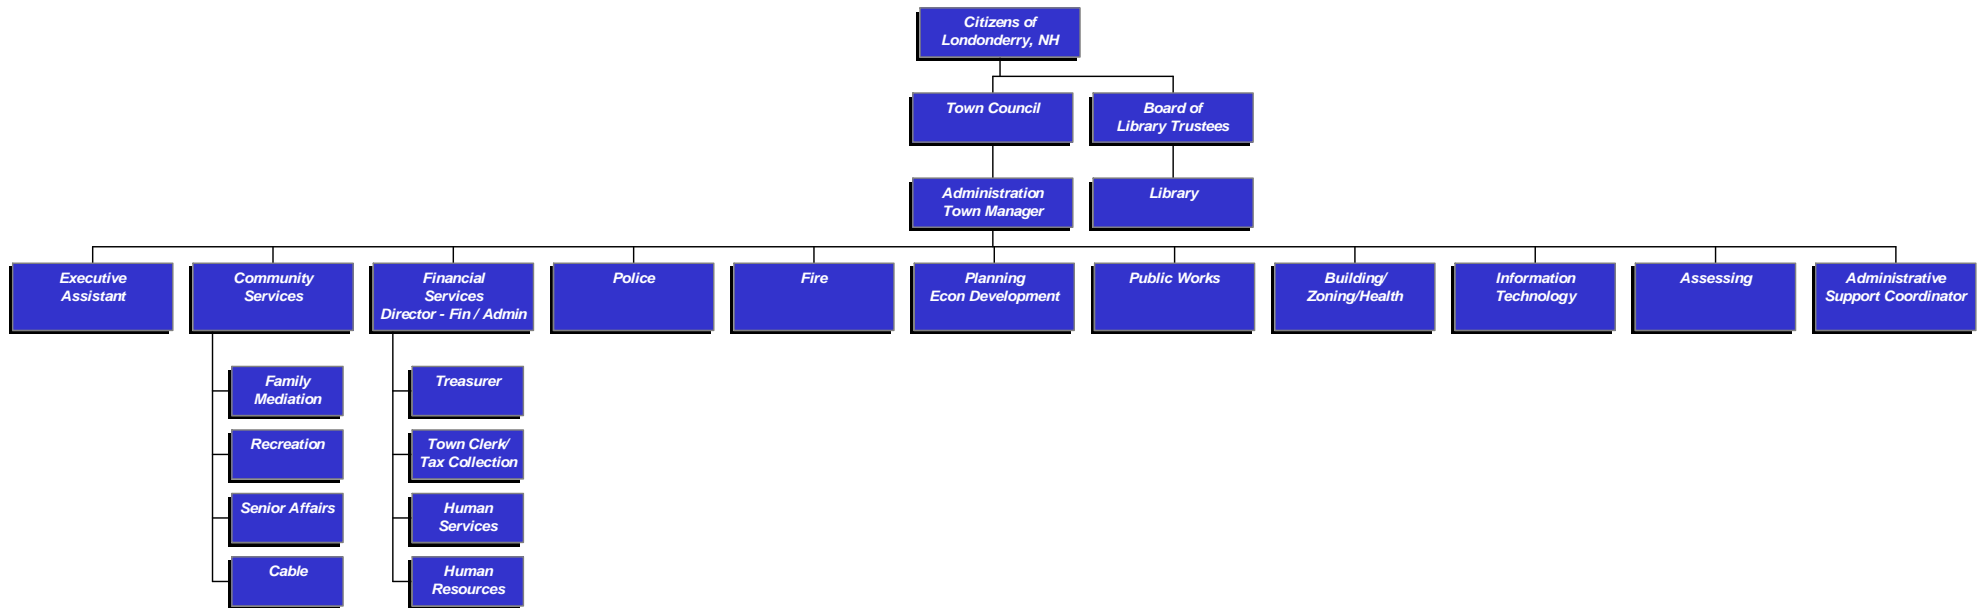 Citizens of
Londonderry, NH
Town Council
Board of
Library Trustees
Administration
Town Manager
Library
Executive
Assistant
Community
Services
Financial
Services
Director - Fin / Admin
Police
Fire
Planning
Econ Development
Public Works
Building/
Zoning/Health
Information
Technology
Assessing
Administrative
Support Coordinator
Family
Mediation
Recreation
Senior Affairs
Cable
Treasurer
Town Clerk/
Tax Collection
Human
Services
Human
Resources